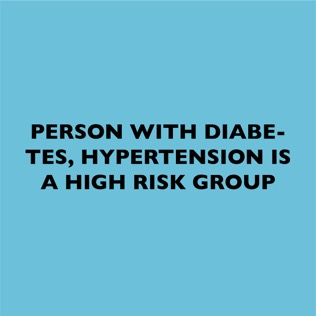 PERSON WITH DIABE-
TES, HYPERTENSION IS
A HIGH RISK GROUP